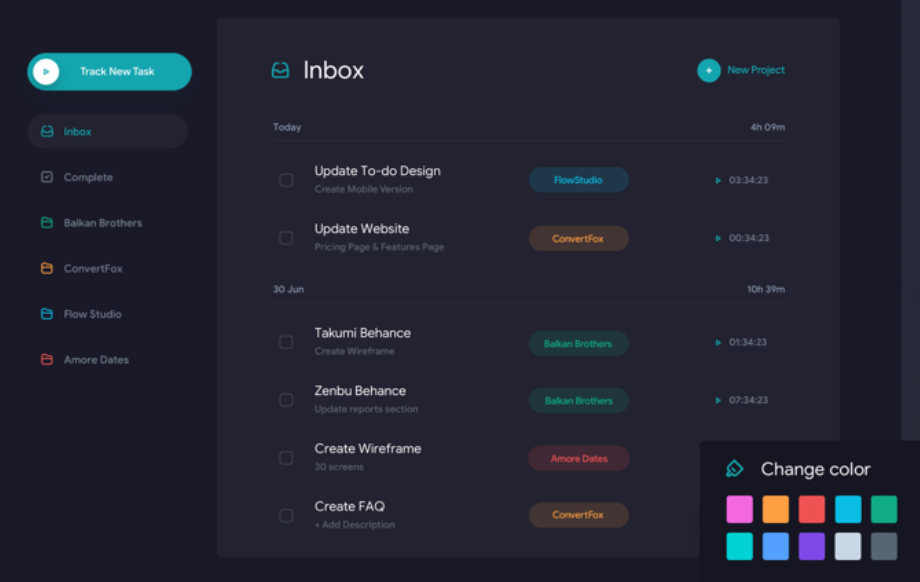 Track New Task
Inbox
Complete
Balkan Brothers
ConvertFox
Flow Studio
Amore Dates
Inbox
New Project
Today 4h 09m
Update To-do Design
Create Mobile Version
FlowStudio
03:34:23
Update Website
Pricing Page & Features Page
ConvertFox
00:34:23
30 Jun 10h 39m
Takumi Behance
Create Wireframe
Balkan Brothers
01:34:23
Zenbu Behance
Update reports section
Balkan Brothers
07:34:23
Create Wireframe
30 screens
Amore Dates
Create FAQ
+ Add Description
ConvertFox
Change color